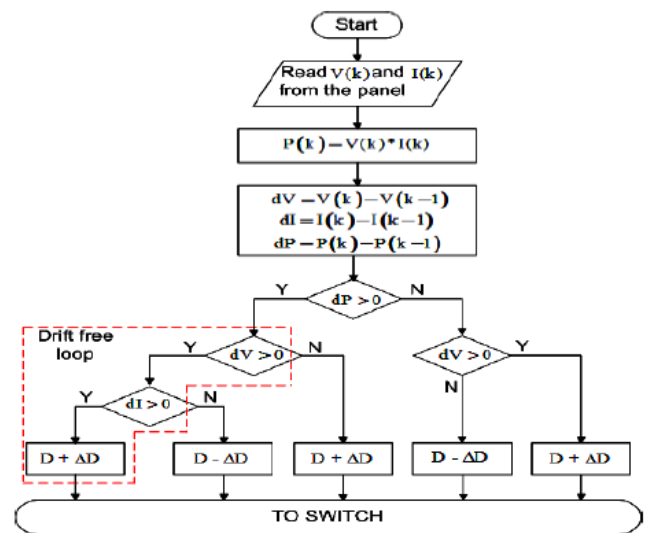 Start
Read V(k) and I(k)
from the panel
P(k) = V(k)*I(k)
dV = V(k) - V(k-1)
dI = I(k) - I(k-1)
dP = P(k) - P(k-1)
Y
dP > 0
N
Drift free
loop
Y
dV > 0
N
dV > 0
Y
N
Y
dI > 0
N
D + ΔD
D - ΔD
D + ΔD
D - ΔD
D + ΔD
TO SWITCH